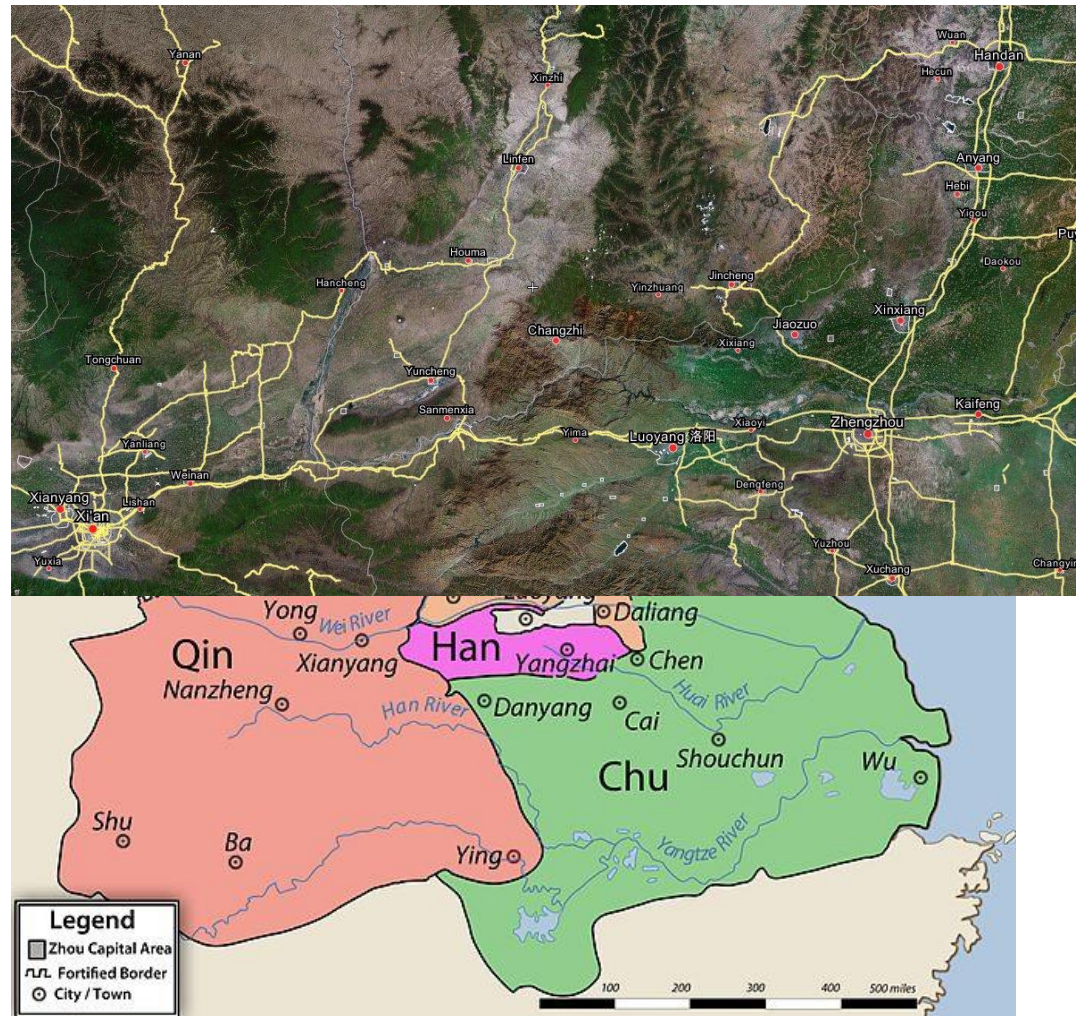 Wuan
Handan
Yanan
Hecun
Xinzhi
Linfen
Anyang
Hebi
Yigou
Houma
Daokou
Hancheng
Jincheng
Yinzhuang
Changzhi
Jiaozuo
Xinxiang
Xixiang
Tongchuan
Yuncheng
Sanmenxia
Kaifeng
Yima
Xiaoyi
Zhengzhou
Luoyang 洛阳
Yanliang
Weinan
Dengfeng
Xianyang
Lishan
Xi'an
Yuxia
Yuzhou
Xuchang
Yong
Wei River
Daliang
Qin
Xianyang
Han
Yangzhai
Chen
Nanzheng
Han River
Danyang
Cai
Huai River
Shouchun
Chu
Wu
Shu
Ba
Ying
Yangtze River
Legend
Zhou Capital Area
Fortified Border
City / Town
100 200 300 400 500 miles